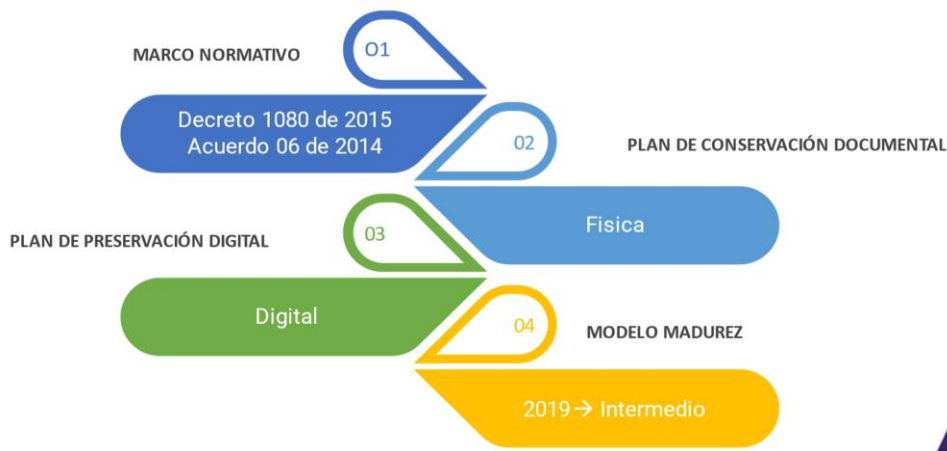 MARCO NORMATIVO
O1
Decreto 1080 de 2015
Acuerdo 06 de 2014
02
PLAN DE CONSERVACIÓN DOCUMENTAL
Fisica
PLAN DE PRESERVACIÓN DIGITAL
03
Digital
04
MODELO MADUREZ
2019 → Intermedio